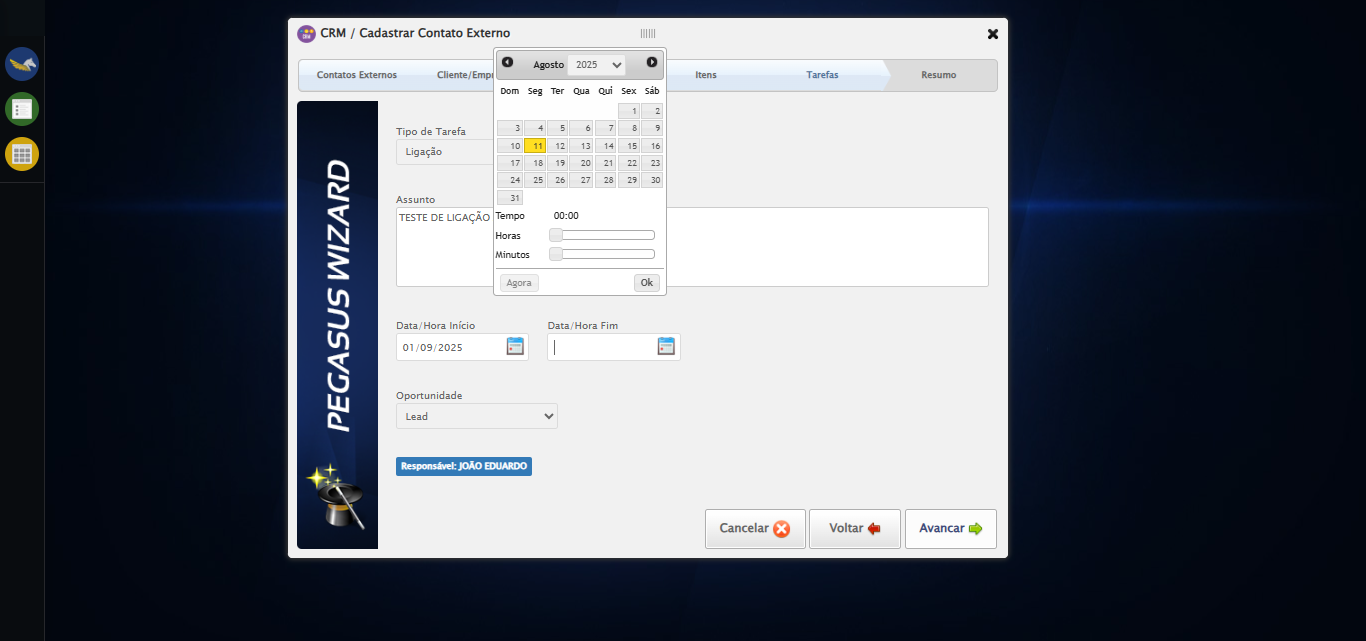 CRM / Cadastrar Contato Externo
Contatos Externos Cliente/Emp Itens Tarefas Resumo
Agosto 2025
Dom Seg Ter Qua Qui Sex Sáb
1 2
3 4 5 6 7 8 9
10 11 12 13 14 15 16
17 18 19 20 21 22 23
24 25 26 27 28 29 30
31
Tempo 00:00
Horas
Minutos
Agora Ok
PEGASUS WIZARD
Tipo de Tarefa
Ligação
Assunto
TESTE DE LIGAÇÃO
Data/Hora Início Data/Hora Fim
01/09/2025
Oportunidade
Lead
Responsável: JOÃO EDUARDO
Cancelar Voltar Avancar